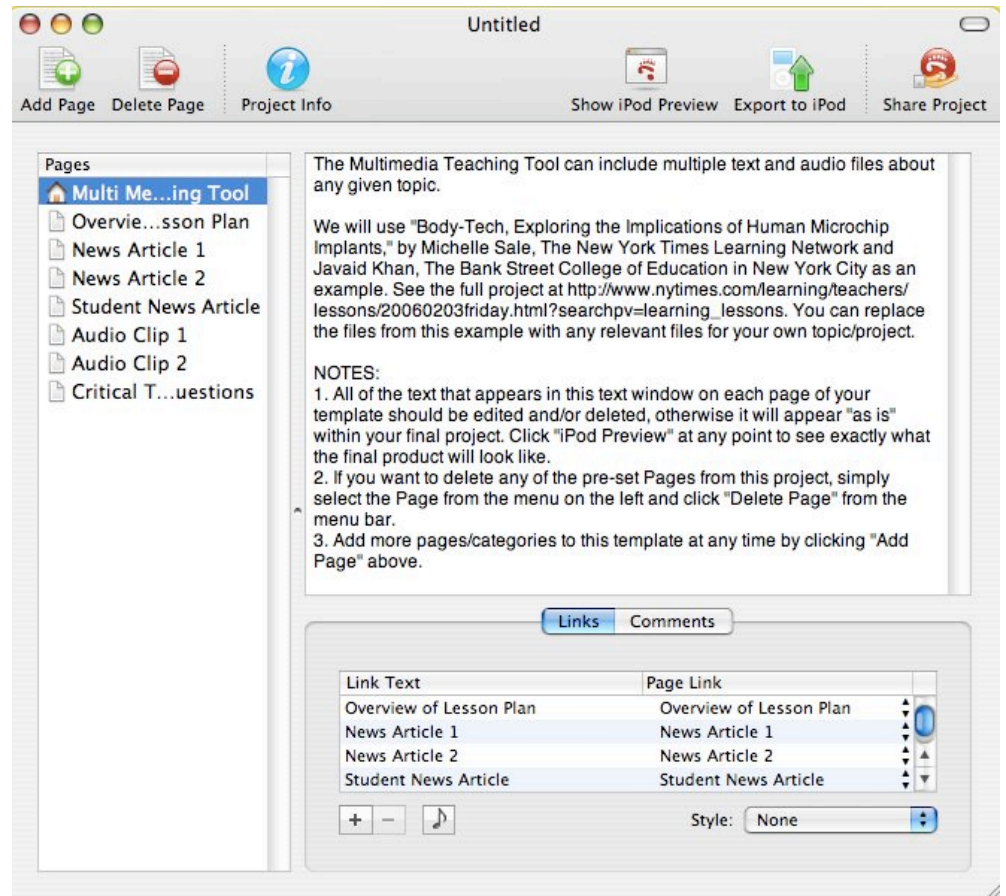 Untitled
Add Page
Delete Page
Project Info
Show iPod Preview
Export to iPod
Share Project
Pages
Multi Me...ing Tool
Overvie...sson Plan
News Article 1
News Article 2
Student News Article
Audio Clip 1
Audio Clip 2
Critical T...uestions
The Multimedia Teaching Tool can include multiple text and audio files about
any given topic.
We will use "Body-Tech, Exploring the Implications of Human Microchip
Implants," by Michelle Sale, The New York Times Learning Network and
Javaid Khan, The Bank Street College of Education in New York City as an
example. See the full project at http://www.nytimes.com/learning/teachers/
lessons/20060203friday.html?searchpv=learning_lessons. You can replace
the files from this example with any relevant files for your own topic/project.
NOTES:
1. All of the text that appears in this text window on each page of your
template should be edited and/or deleted, otherwise it will appear "as is"
within your final project. Click "iPod Preview" at any point to see exactly what
the final product will look like.
2. If you want to delete any of the pre-set Pages from this project, simply
select the Page from the menu on the left and click "Delete Page" from the
menu bar.
3. Add more pages/categories to this template at any time by clicking "Add
Page" above.
Links
Comments
Link Text
Page Link
Overview of Lesson Plan
Overview of Lesson Plan
News Article 1
News Article 1
News Article 2
News Article 2
Student News Article
Student News Article
Style:
None